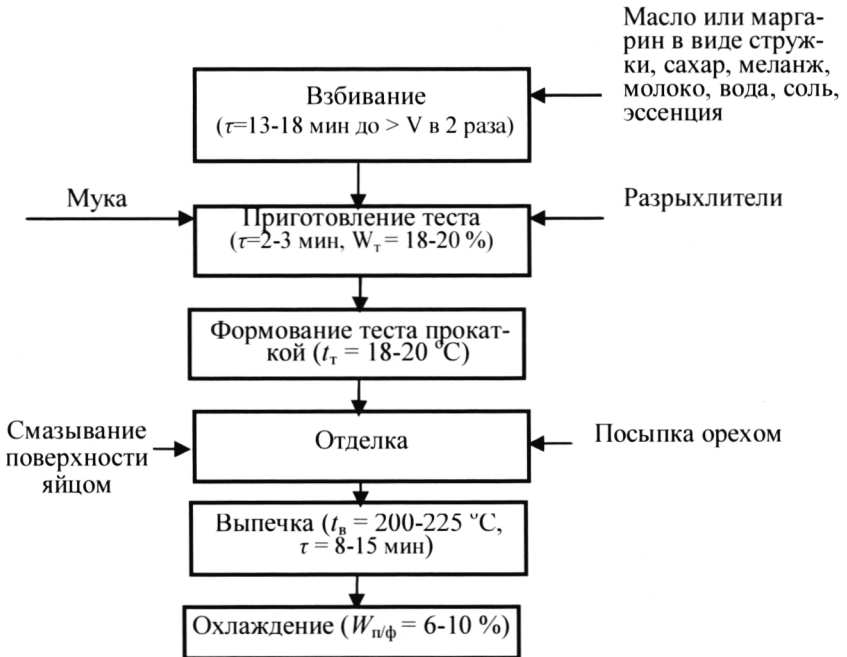 Масло или марга-
рин в виде струж-
ки, сахар, меланж,
молоко, вода, соль,
эссенция
Взбивание
(τ=13-18 мин до > V в 2 раза)
Мука
Разрыхлители
Приготовление теста
(τ=2-3 мин, Wт = 18-20 %)
Формование теста прокат-
кой (tт = 18-20 °С)
Смазывание
поверхности
яйцом
Отделка
Посыпка орехом
Выпечка (tв = 200-225 °С,
τ = 8-15 мин)
Охлаждение (Wп/ф = 6-10 %)